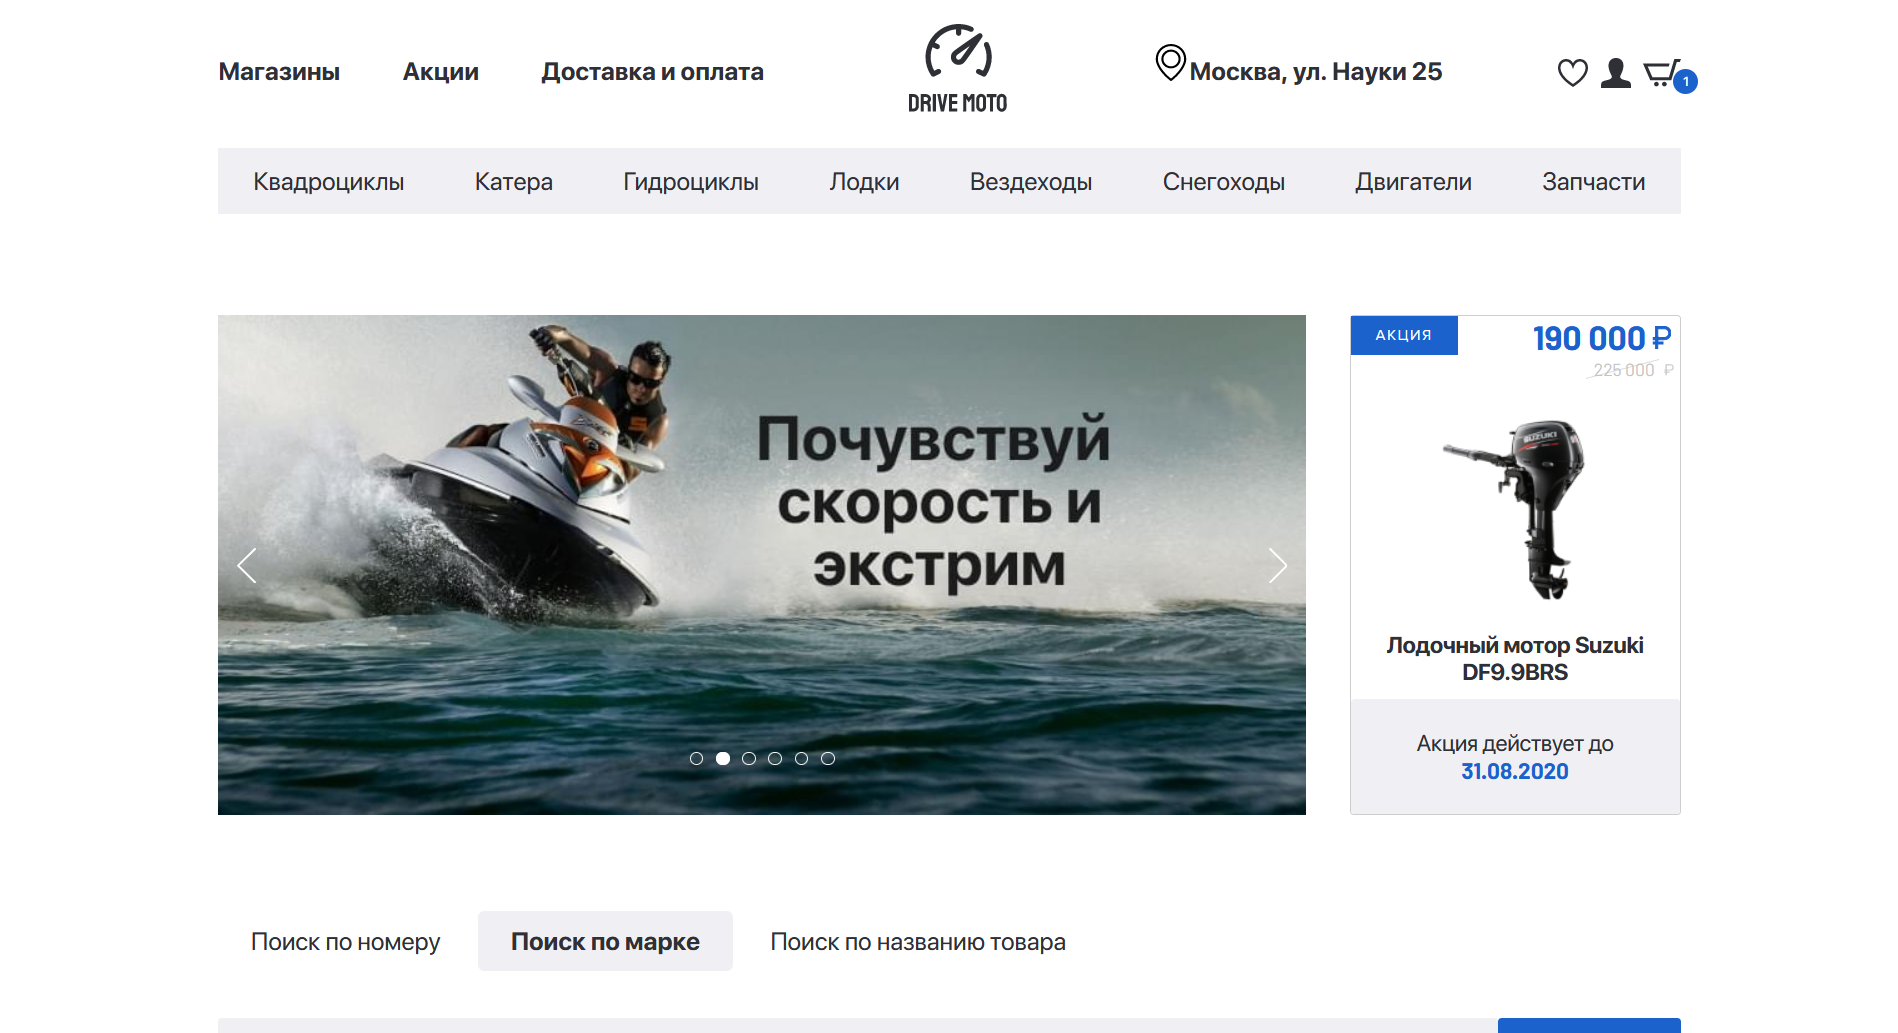 Магазины
Акции
Доставка и оплата
DRIVE MOTO
Москва, ул. Науки 25
1
Квадроциклы
Катера
Гидроциклы
Лодки
Вездеходы
Снегоходы
Двигатели
Запчасти
Почувствуй
скорость и
экстрим
АКЦИЯ
190 000 ₽
225 000 ₽
SUZUKI
Лодочный мотор Suzuki
DF9.9BRS
Акция действует до
31.08.2020
Поиск по номеру
Поиск по марке
Поиск по названию товара